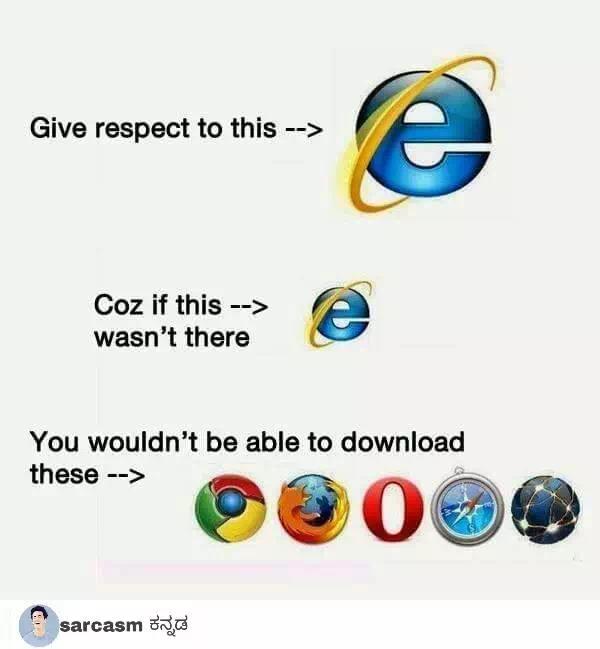 Give respect to this -->
Coz if this -->
wasn't there
You wouldn't be able to download
these -->
sarcasm ಕನ್ನಡ